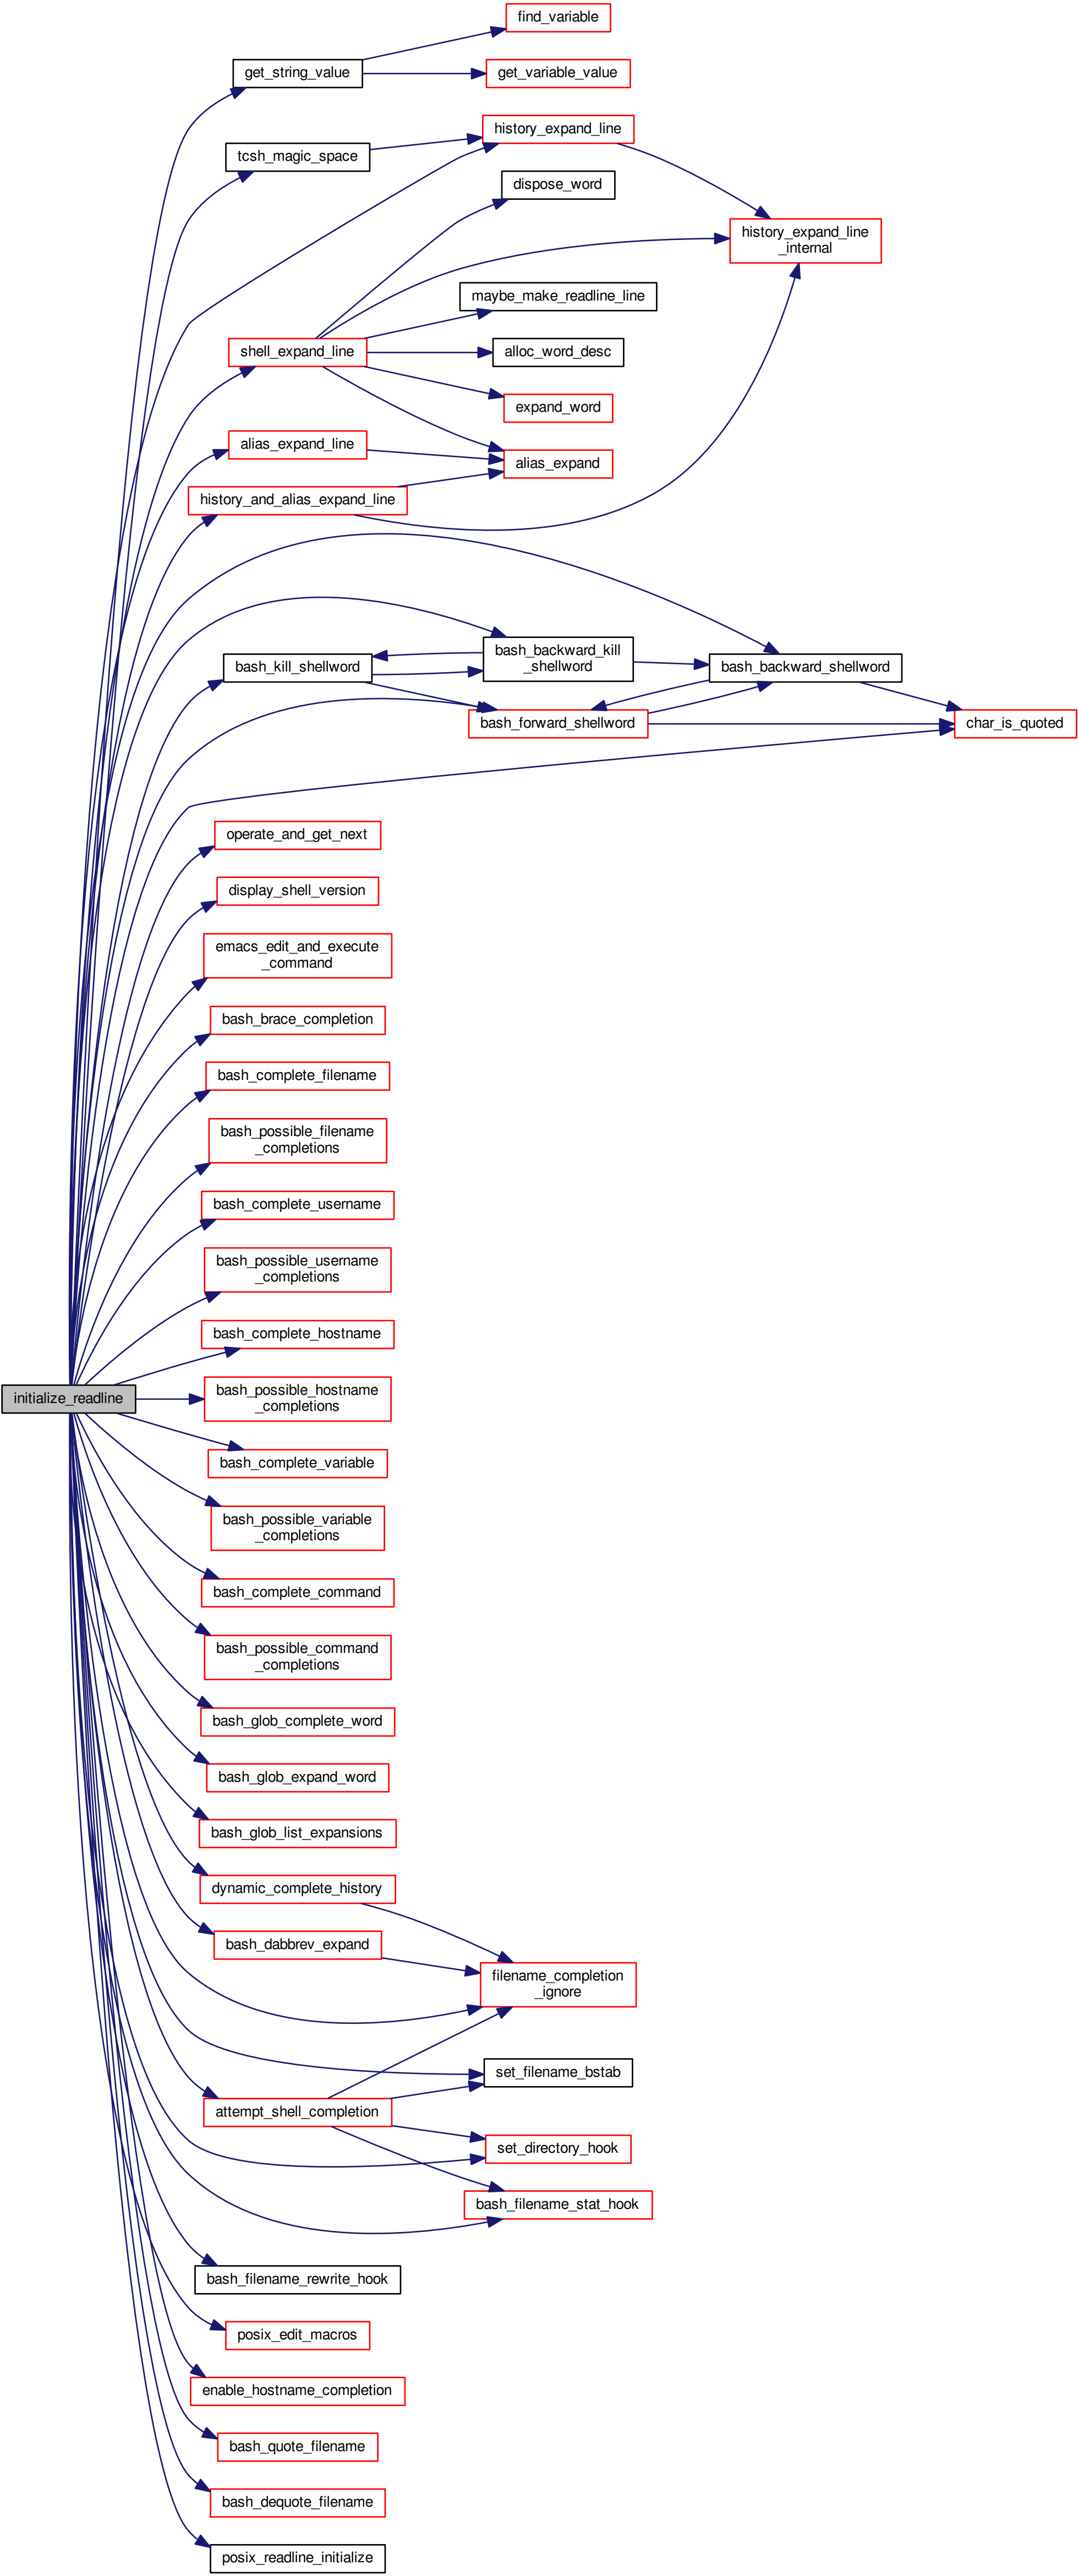 find_variable
get_string_value
get_variable_value
history_expand_line
tcsh_magic_space
dispose_word
history_expand_line
_internal
maybe_make_readline_line
shell_expand_line
alloc_word_desc
expand_word
alias_expand_line
alias_expand
history_and_alias_expand_line
bash_backward_kill
_shellword
bash_kill_shellword
bash_backward_shellword
bash_forward_shellword
char_is_quoted
operate_and_get_next
display_shell_version
emacs_edit_and_execute
_command
bash_brace_completion
bash_complete_filename
bash_possible_filename
_completions
bash_complete_username
bash_possible_username
_completions
bash_complete_hostname
initialize_readline
bash_possible_hostname
_completions
bash_complete_variable
bash_possible_variable
_completions
bash_complete_command
bash_possible_command
_completions
bash_glob_complete_word
bash_glob_expand_word
bash_glob_list_expansions
dynamic_complete_history
bash_dabbrev_expand
filename_completion
_ignore
set_filename_bstab
attempt_shell_completion
set_directory_hook
bash_filename_stat_hook
bash_filename_rewrite_hook
posix_edit_macros
enable_hostname_completion
bash_quote_filename
bash_dequote_filename
posix_readline_initialize